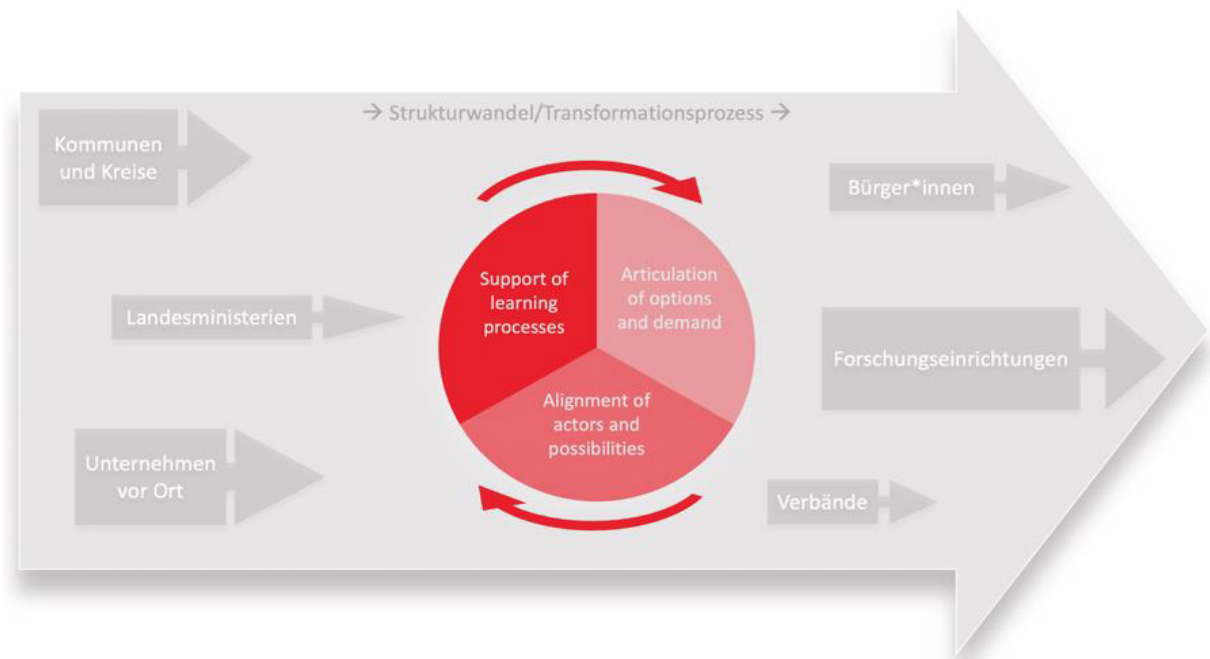 → Strukturwandel/Transformationsprozess →
Kommunen
und Kreise
Landesministerien
Unternehmen
vor Ort
Support of
learning
processes
Articulation
of options
and demand
Alignment of
actors and
possibilities
Bürger*innen
Forschungseinrichtungen
Verbände